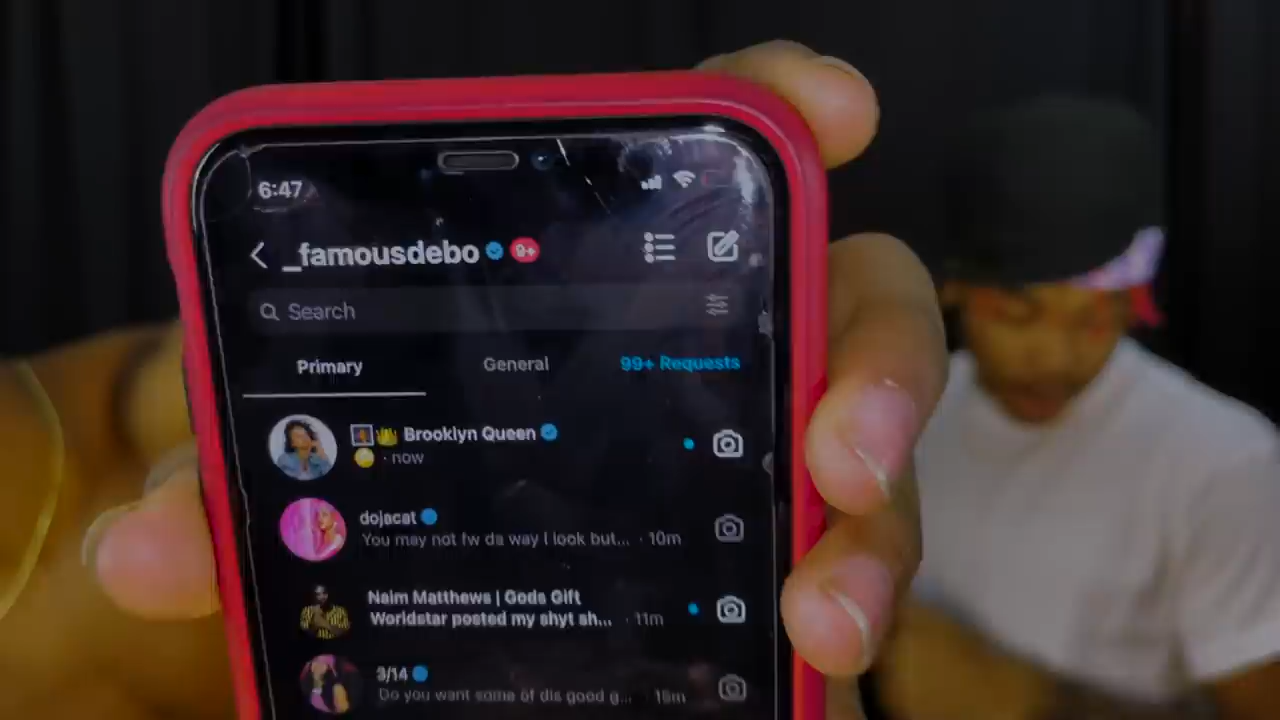 6:47
_famousdebo 9+
Search
Primary General 99+ Requests
Brooklyn Queen
· now
dojacat
You may not fw da way I look but... · 10m
Naim Matthews | Gods Gift
Worldstar posted my shyt sh... · 11m
3/14
Do you want some of dis good g... · 15m